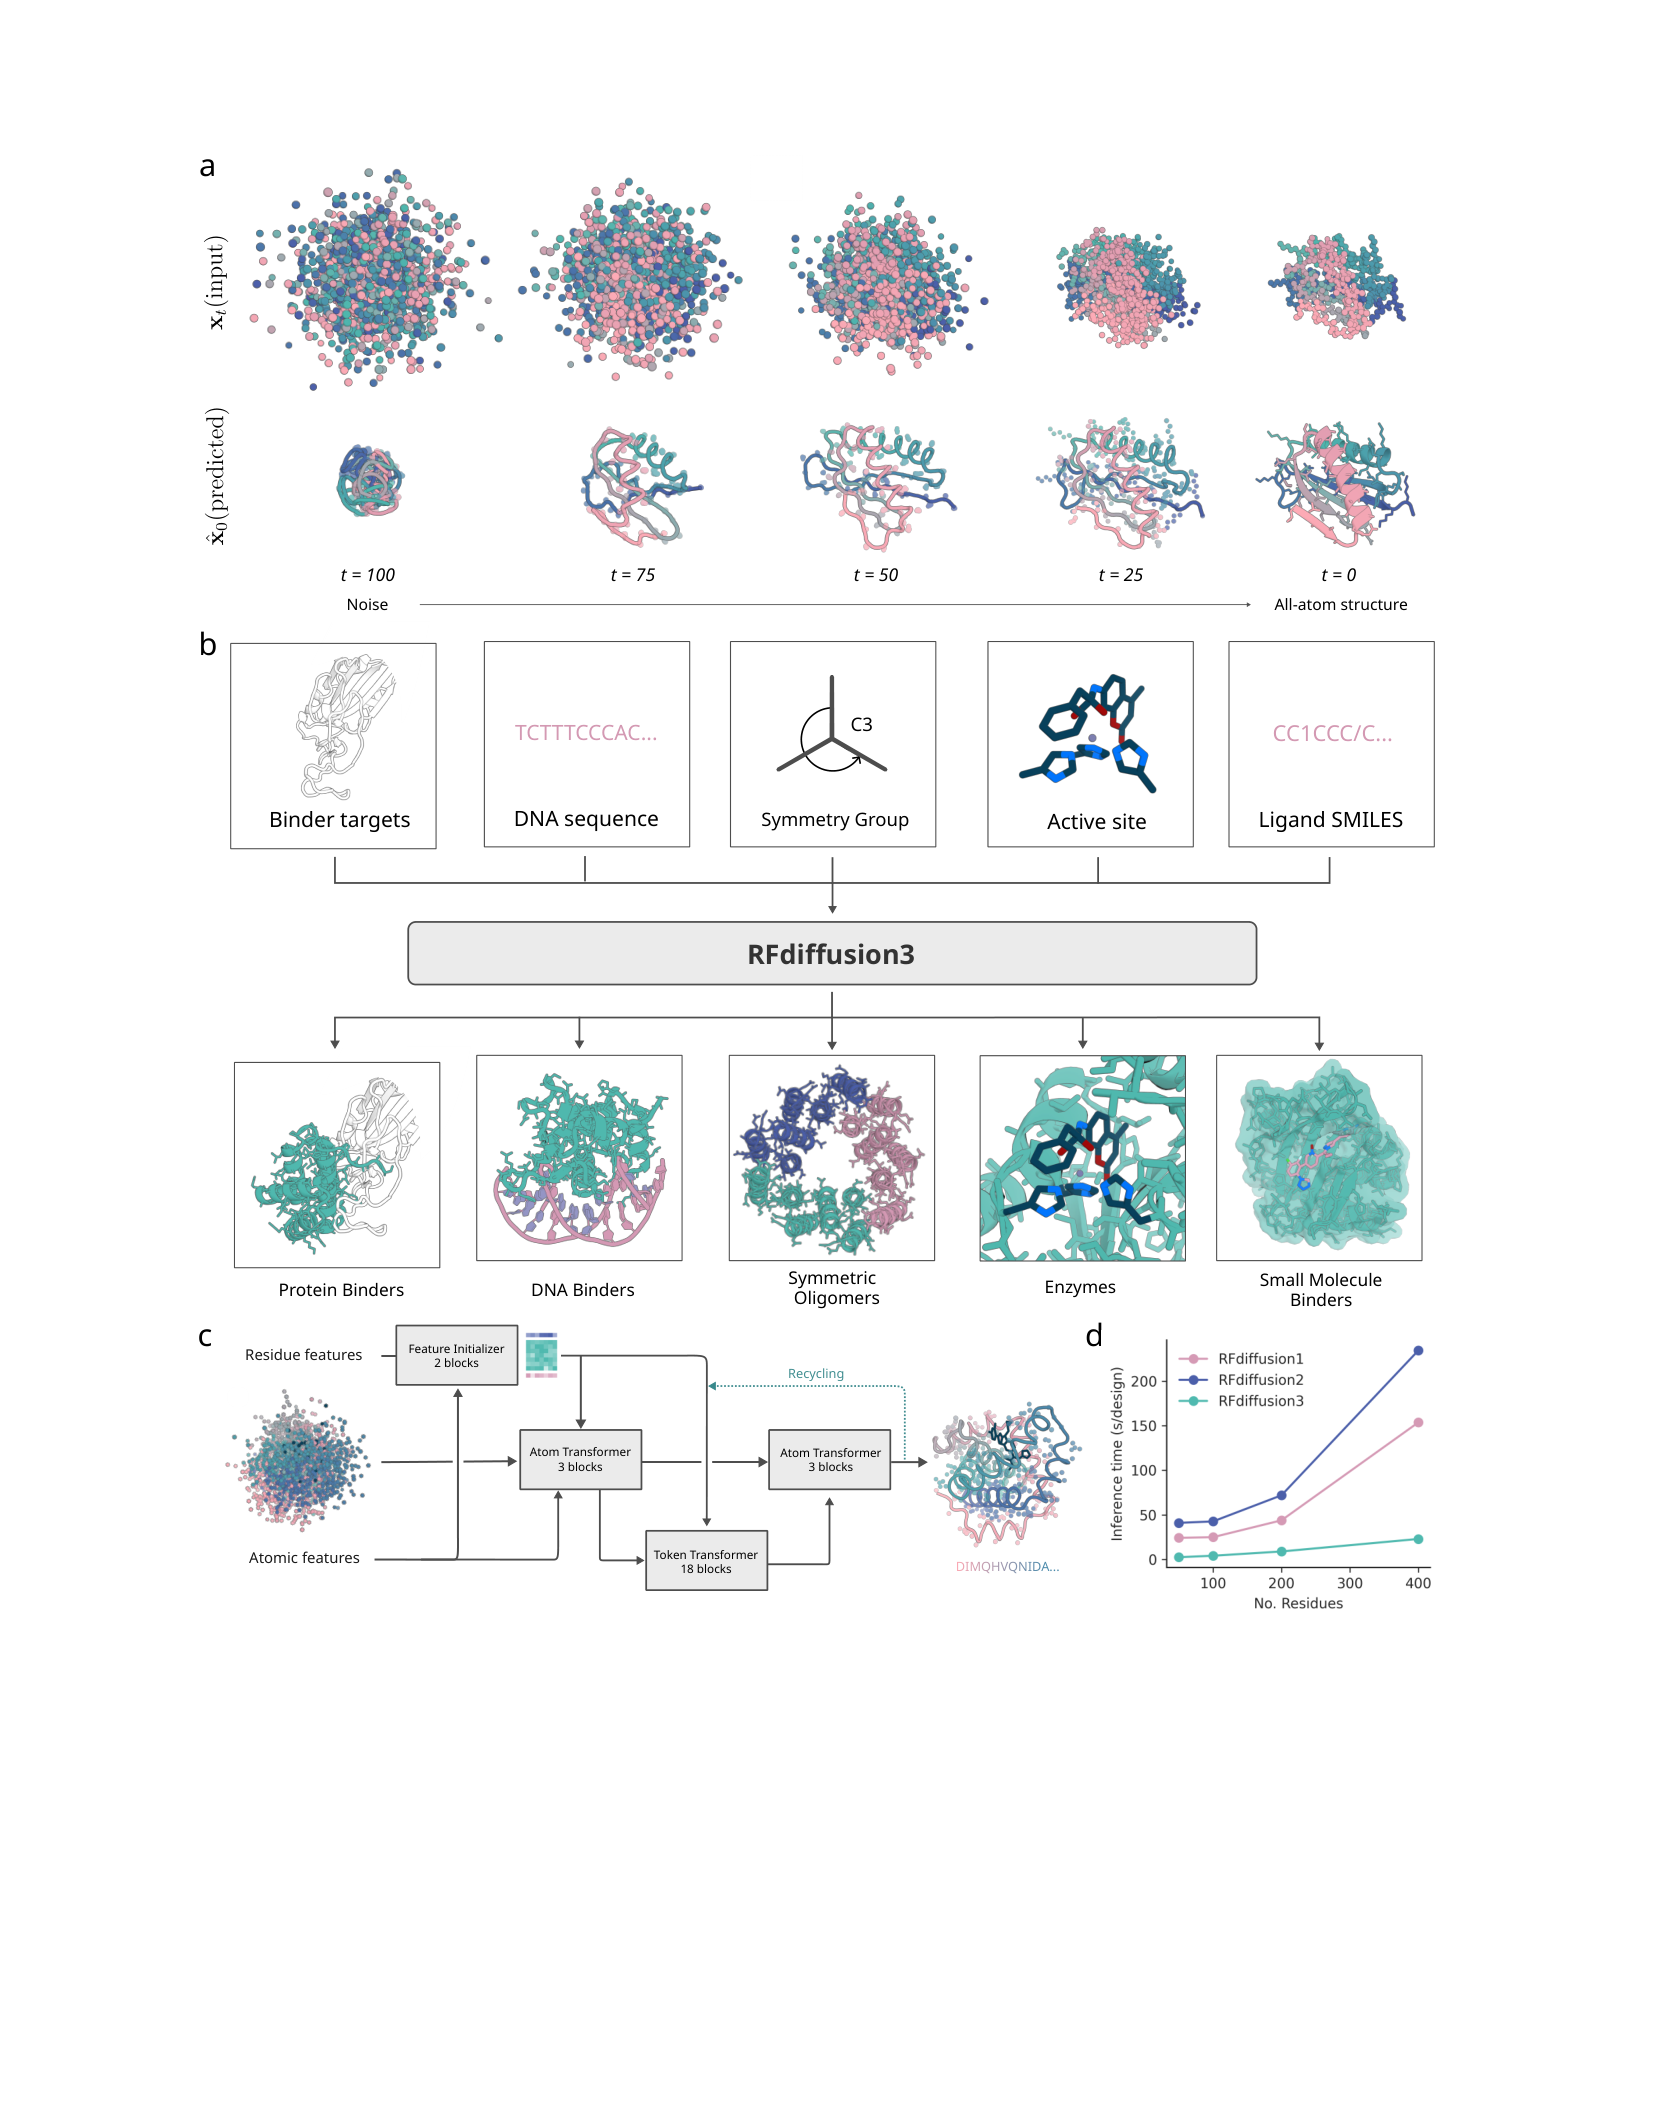 a
x_t(input)
x̂_0(predicted)
t = 100
t = 75
t = 50
t = 25
t = 0
Noise
All-atom structure
b
Binder targets
TCTTTCCCAC...
DNA sequence
C3
Symmetry Group
Active site
CC1CCC/C...
Ligand SMILES
RFdiffusion3
Protein Binders
DNA Binders
Symmetric
Oligomers
Enzymes
Small Molecule
Binders
c
Residue features
Feature Initializer
2 blocks
Recycling
Atom Transformer
3 blocks
Atom Transformer
3 blocks
Atomic features
Token Transformer
18 blocks
DIMQHVQNIDA...
d
Inference time (s/design)
RFdiffusion1
RFdiffusion2
RFdiffusion3
200
150
100
50
0
100
200
300
400
No. Residues